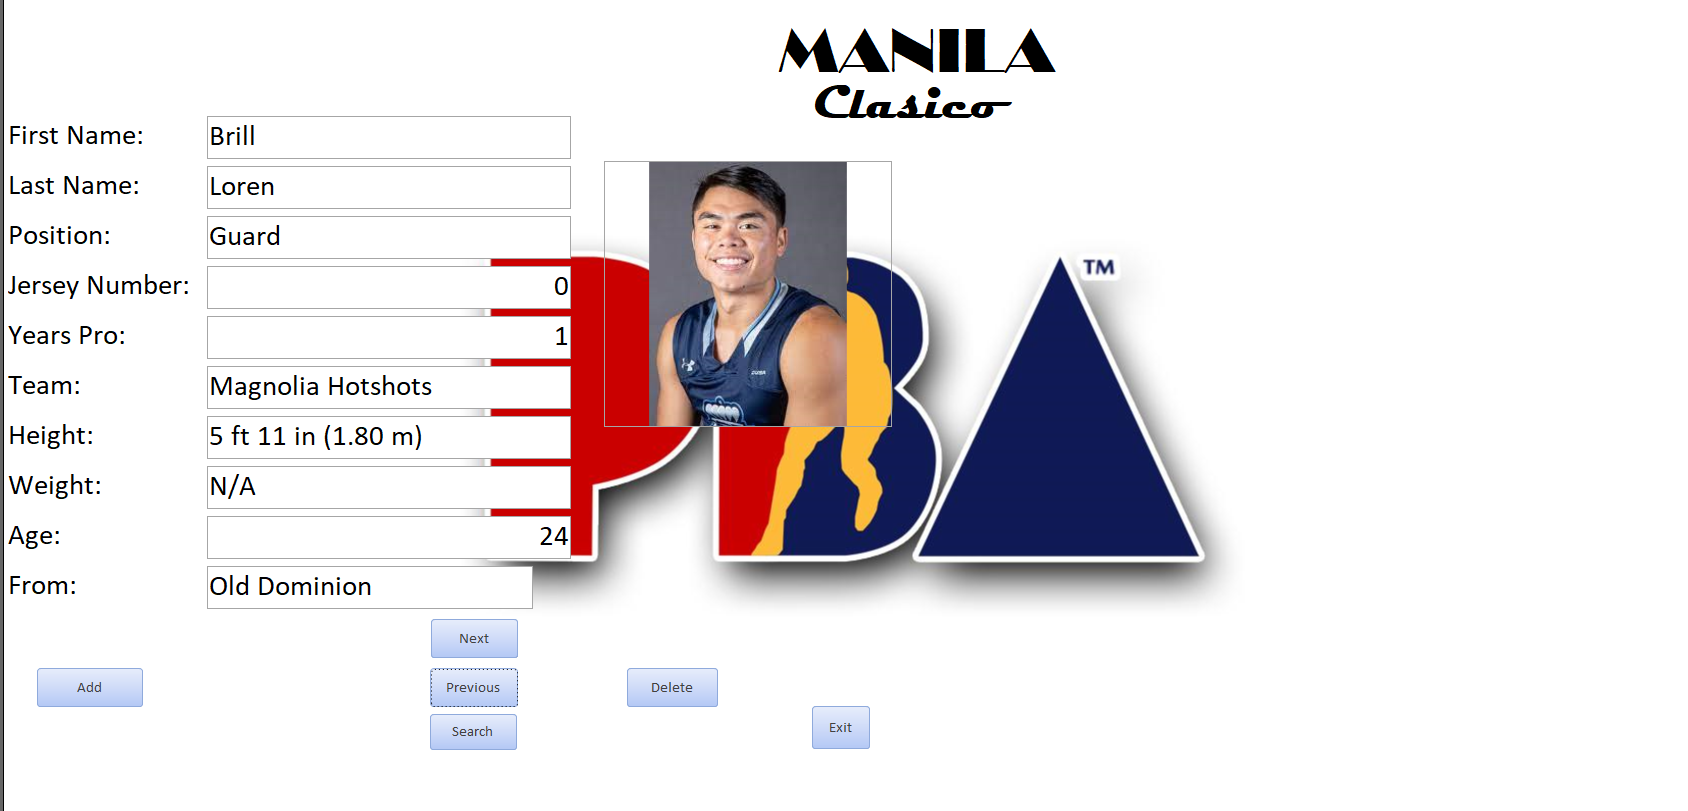 MANILA
Clasico
First Name: Brill
Last Name: Loren
Position: Guard
Jersey Number: 0
Years Pro: 1
Team: Magnolia Hotshots
Height: 5 ft 11 in (1.80 m)
Weight: N/A
Age: 24
From: Old Dominion
PBA TM
Next
Add Previous Delete
Search Exit